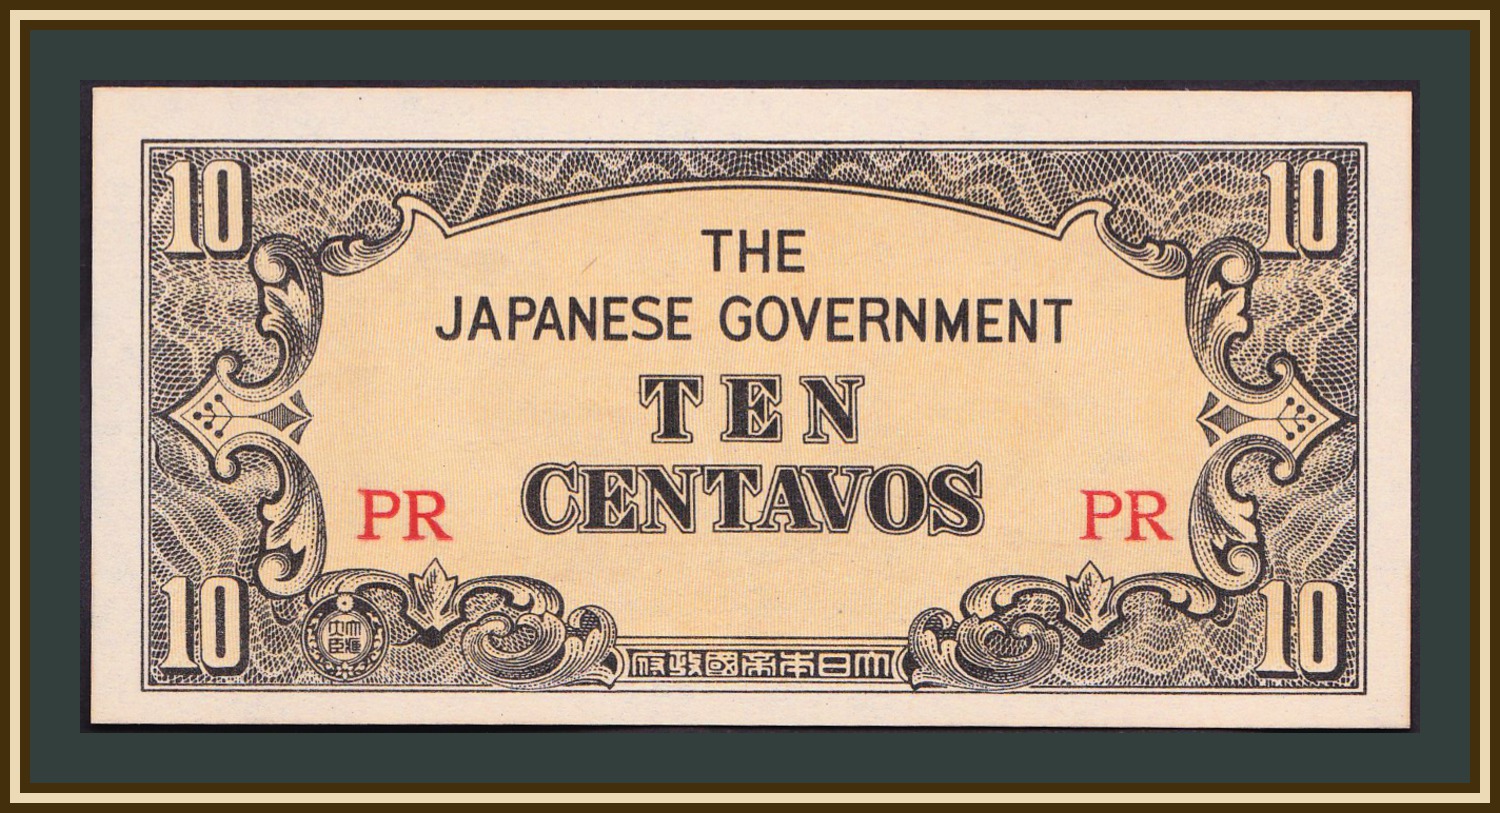 10 10
THE
JAPANESE GOVERNMENT
TEN
CENTAVOS
PR PR
10 10
府政國帝本日大